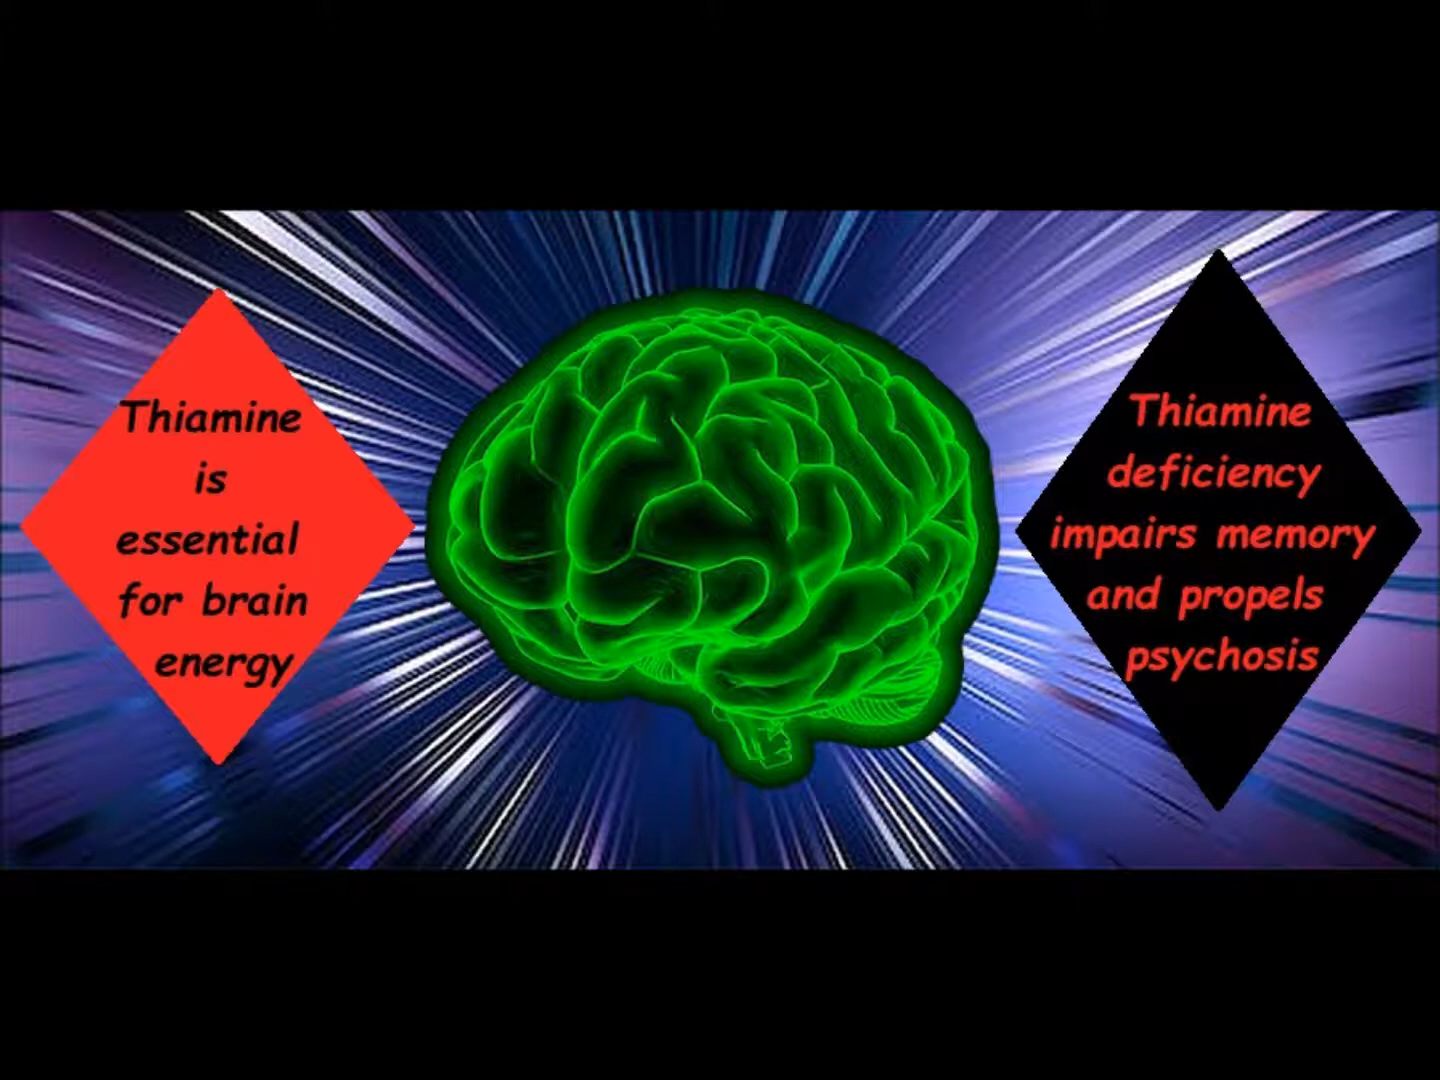 Thiamine
is
essential
for brain
energy
Thiamine
deficiency
impairs memory
and propels
psychosis